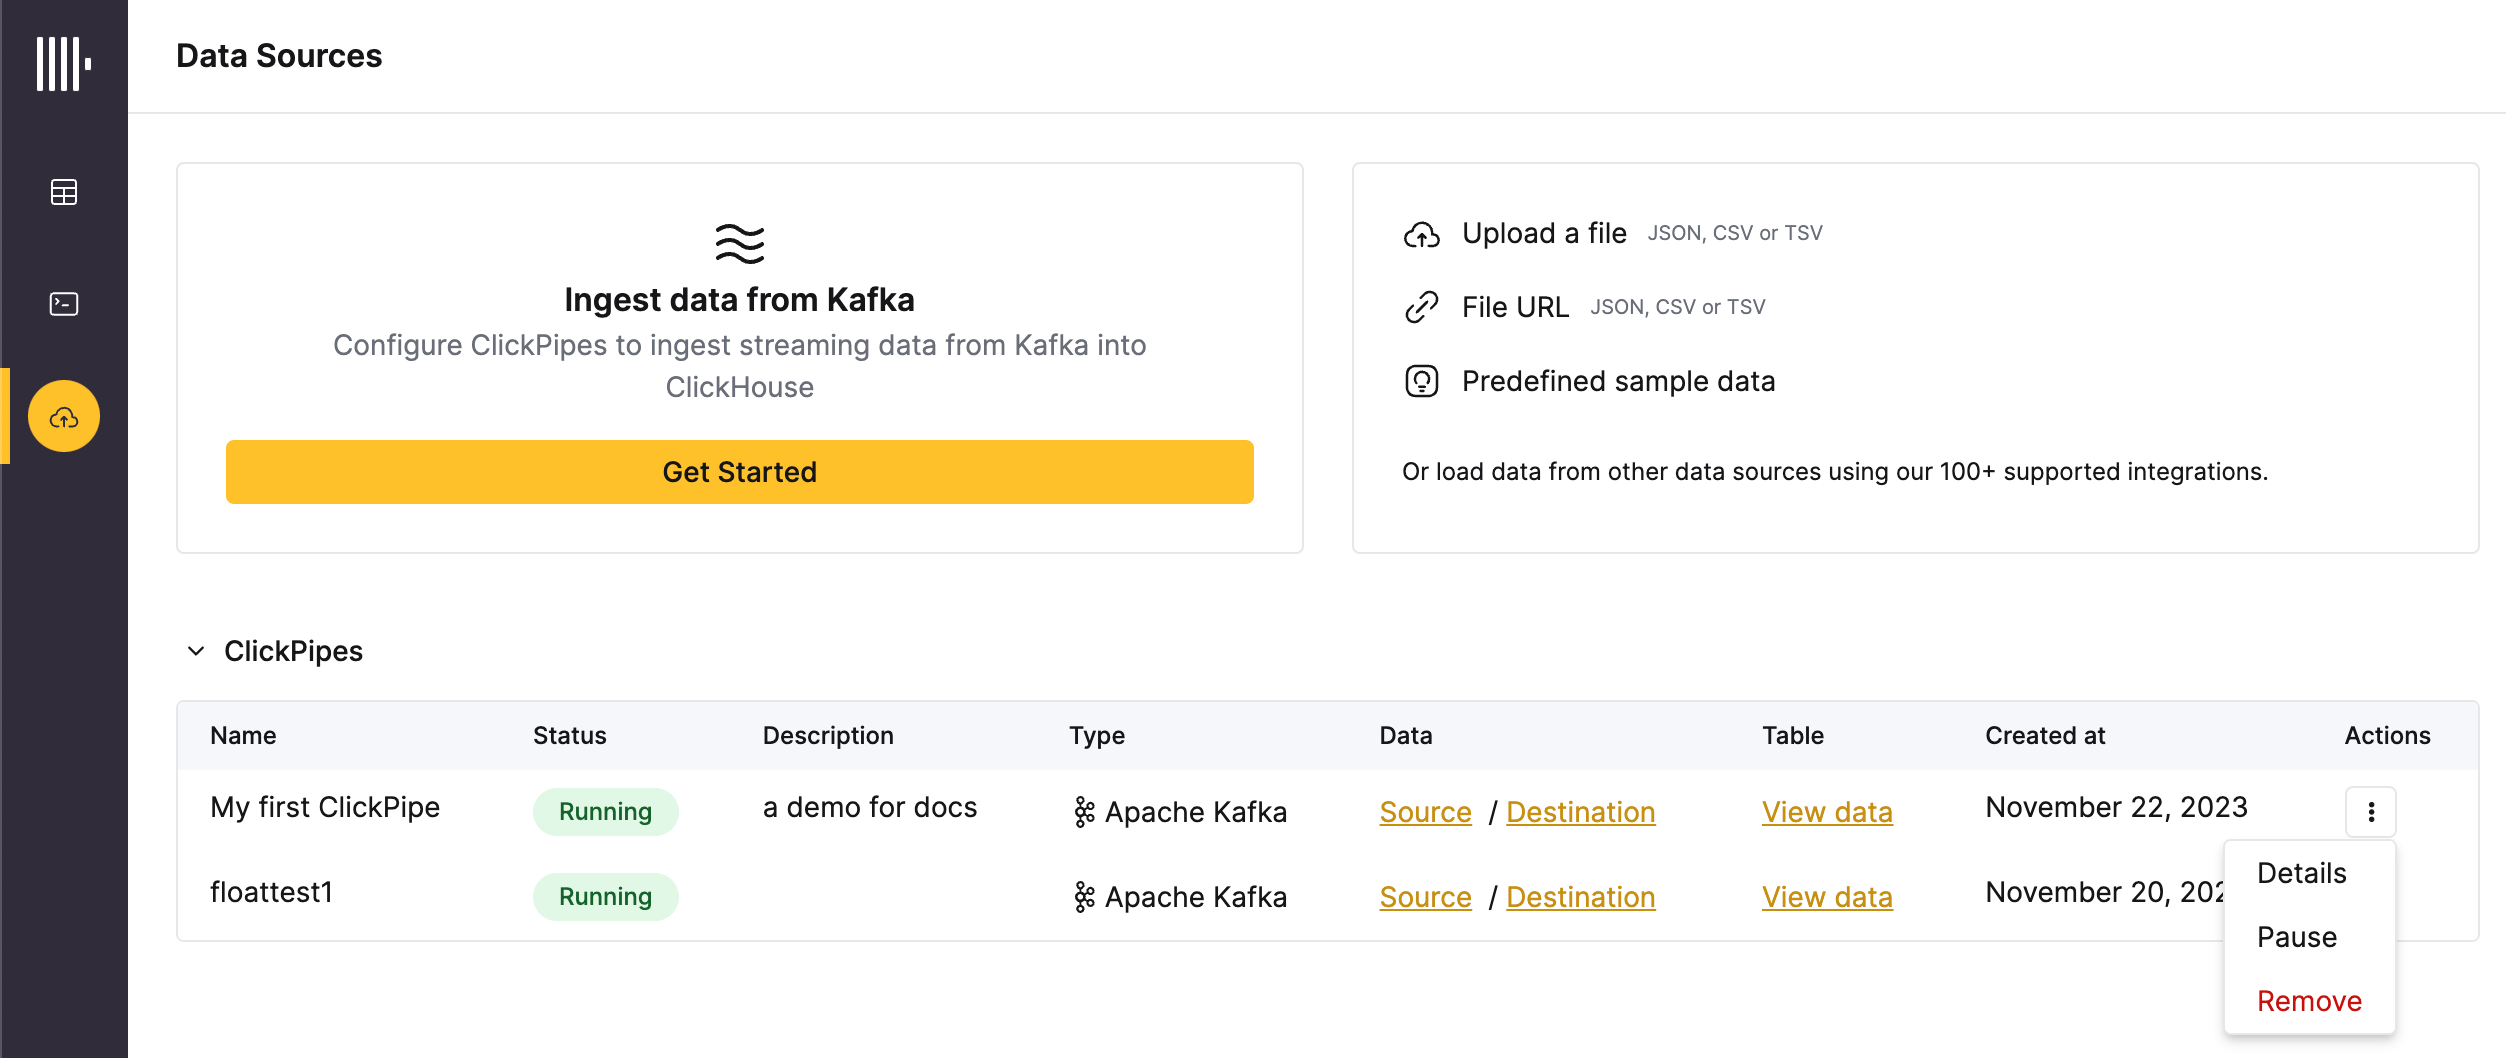 Data Sources
Ingest data from Kafka
Configure ClickPipes to ingest streaming data from Kafka into
ClickHouse
Get Started
Upload a file JSON, CSV or TSV
File URL JSON, CSV or TSV
Predefined sample data
Or load data from other data sources using our 100+ supported integrations.
ClickPipes
Name Status Description Type Data Table Created at Actions
My first ClickPipe Running a demo for docs Apache Kafka Source / Destination View data November 22, 2023
floattest1 Running Apache Kafka Source / Destination View data November 20,
Details
Pause
Remove